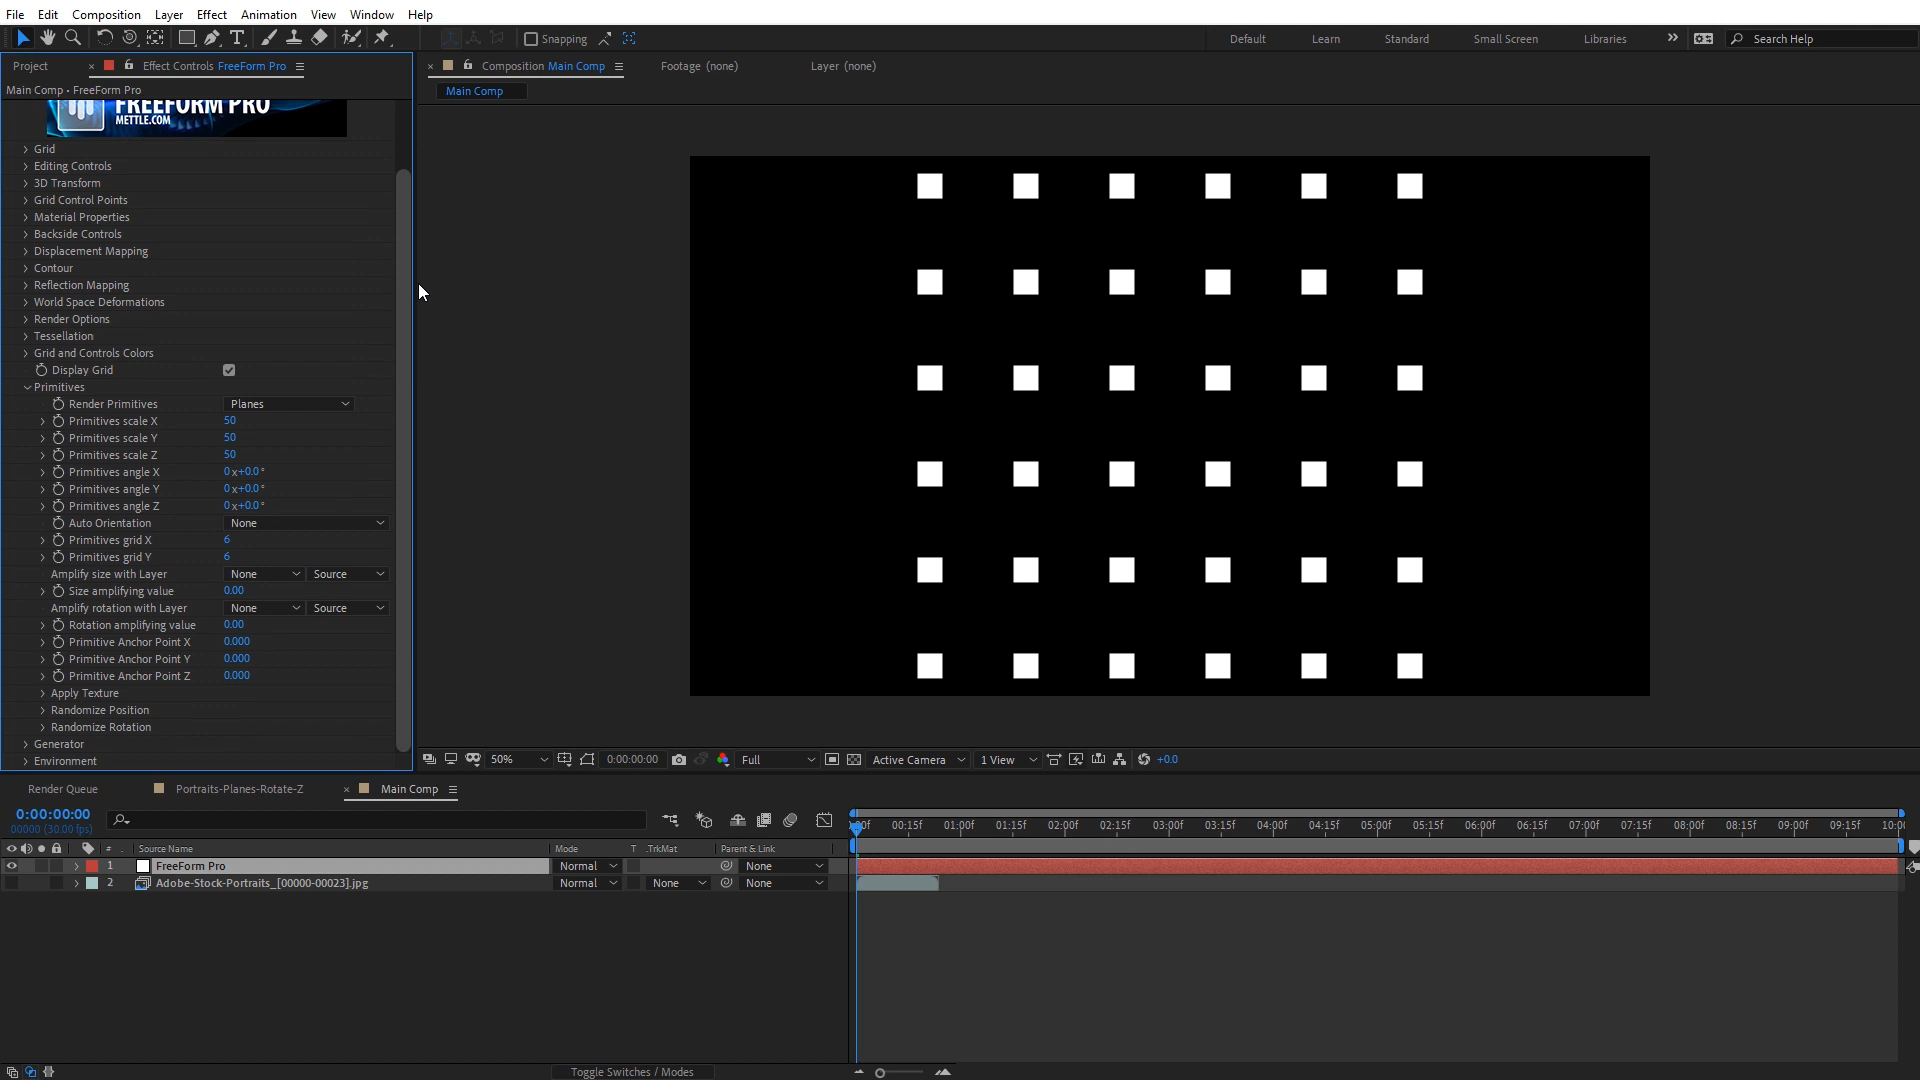 File Edit Composition Layer Effect Animation View Window Help
Snapping Default Learn Standard Small Screen Libraries Search Help
Project Effect Controls FreeForm Pro Composition Main Comp Footage (none) Layer (none)
Main Comp • FreeForm Pro
Main Comp
FREEFORM PRO
METTLE.COM
Grid
Editing Controls
3D Transform
Grid Control Points
Material Properties
Backside Controls
Displacement Mapping
Contour
Reflection Mapping
World Space Deformations
Render Options
Tessellation
Grid and Controls Colors
Display Grid
Primitives
Render Primitives Planes
Primitives scale X 50
Primitives scale Y 50
Primitives scale Z 50
Primitives angle X 0x+0.0°
Primitives angle Y 0x+0.0°
Primitives angle Z 0x+0.0°
Auto Orientation None
Primitives grid X 6
Primitives grid Y 6
Amplify size with Layer None Source
Size amplifying value 0.00
Amplify rotation with Layer None Source
Rotation amplifying value 0.00
Primitive Anchor Point X 0.000
Primitive Anchor Point Y 0.000
Primitive Anchor Point Z 0.000
Apply Texture
Randomize Position
Randomize Rotation
Generator
Environment
50% 0:00:00:00 Full Active Camera 1 View +0.0
Render Queue Portraits-Planes-Rotate-Z Main Comp
0:00:00:00
00000 (30.00 fps)
00:15f 01:00f 01:15f 02:00f 02:15f 03:00f 03:15f 04:00f 04:15f 05:00f 05:15f 06:00f 06:15f 07:00f 07:15f 08:00f 08:15f 09:00f 09:15f 10:0
# Source Name Mode T .TrkMat Parent & Link
1 FreeForm Pro Normal None
2 Adobe-Stock-Portraits_[00000-00023].jpg Normal None None
Toggle Switches / Modes